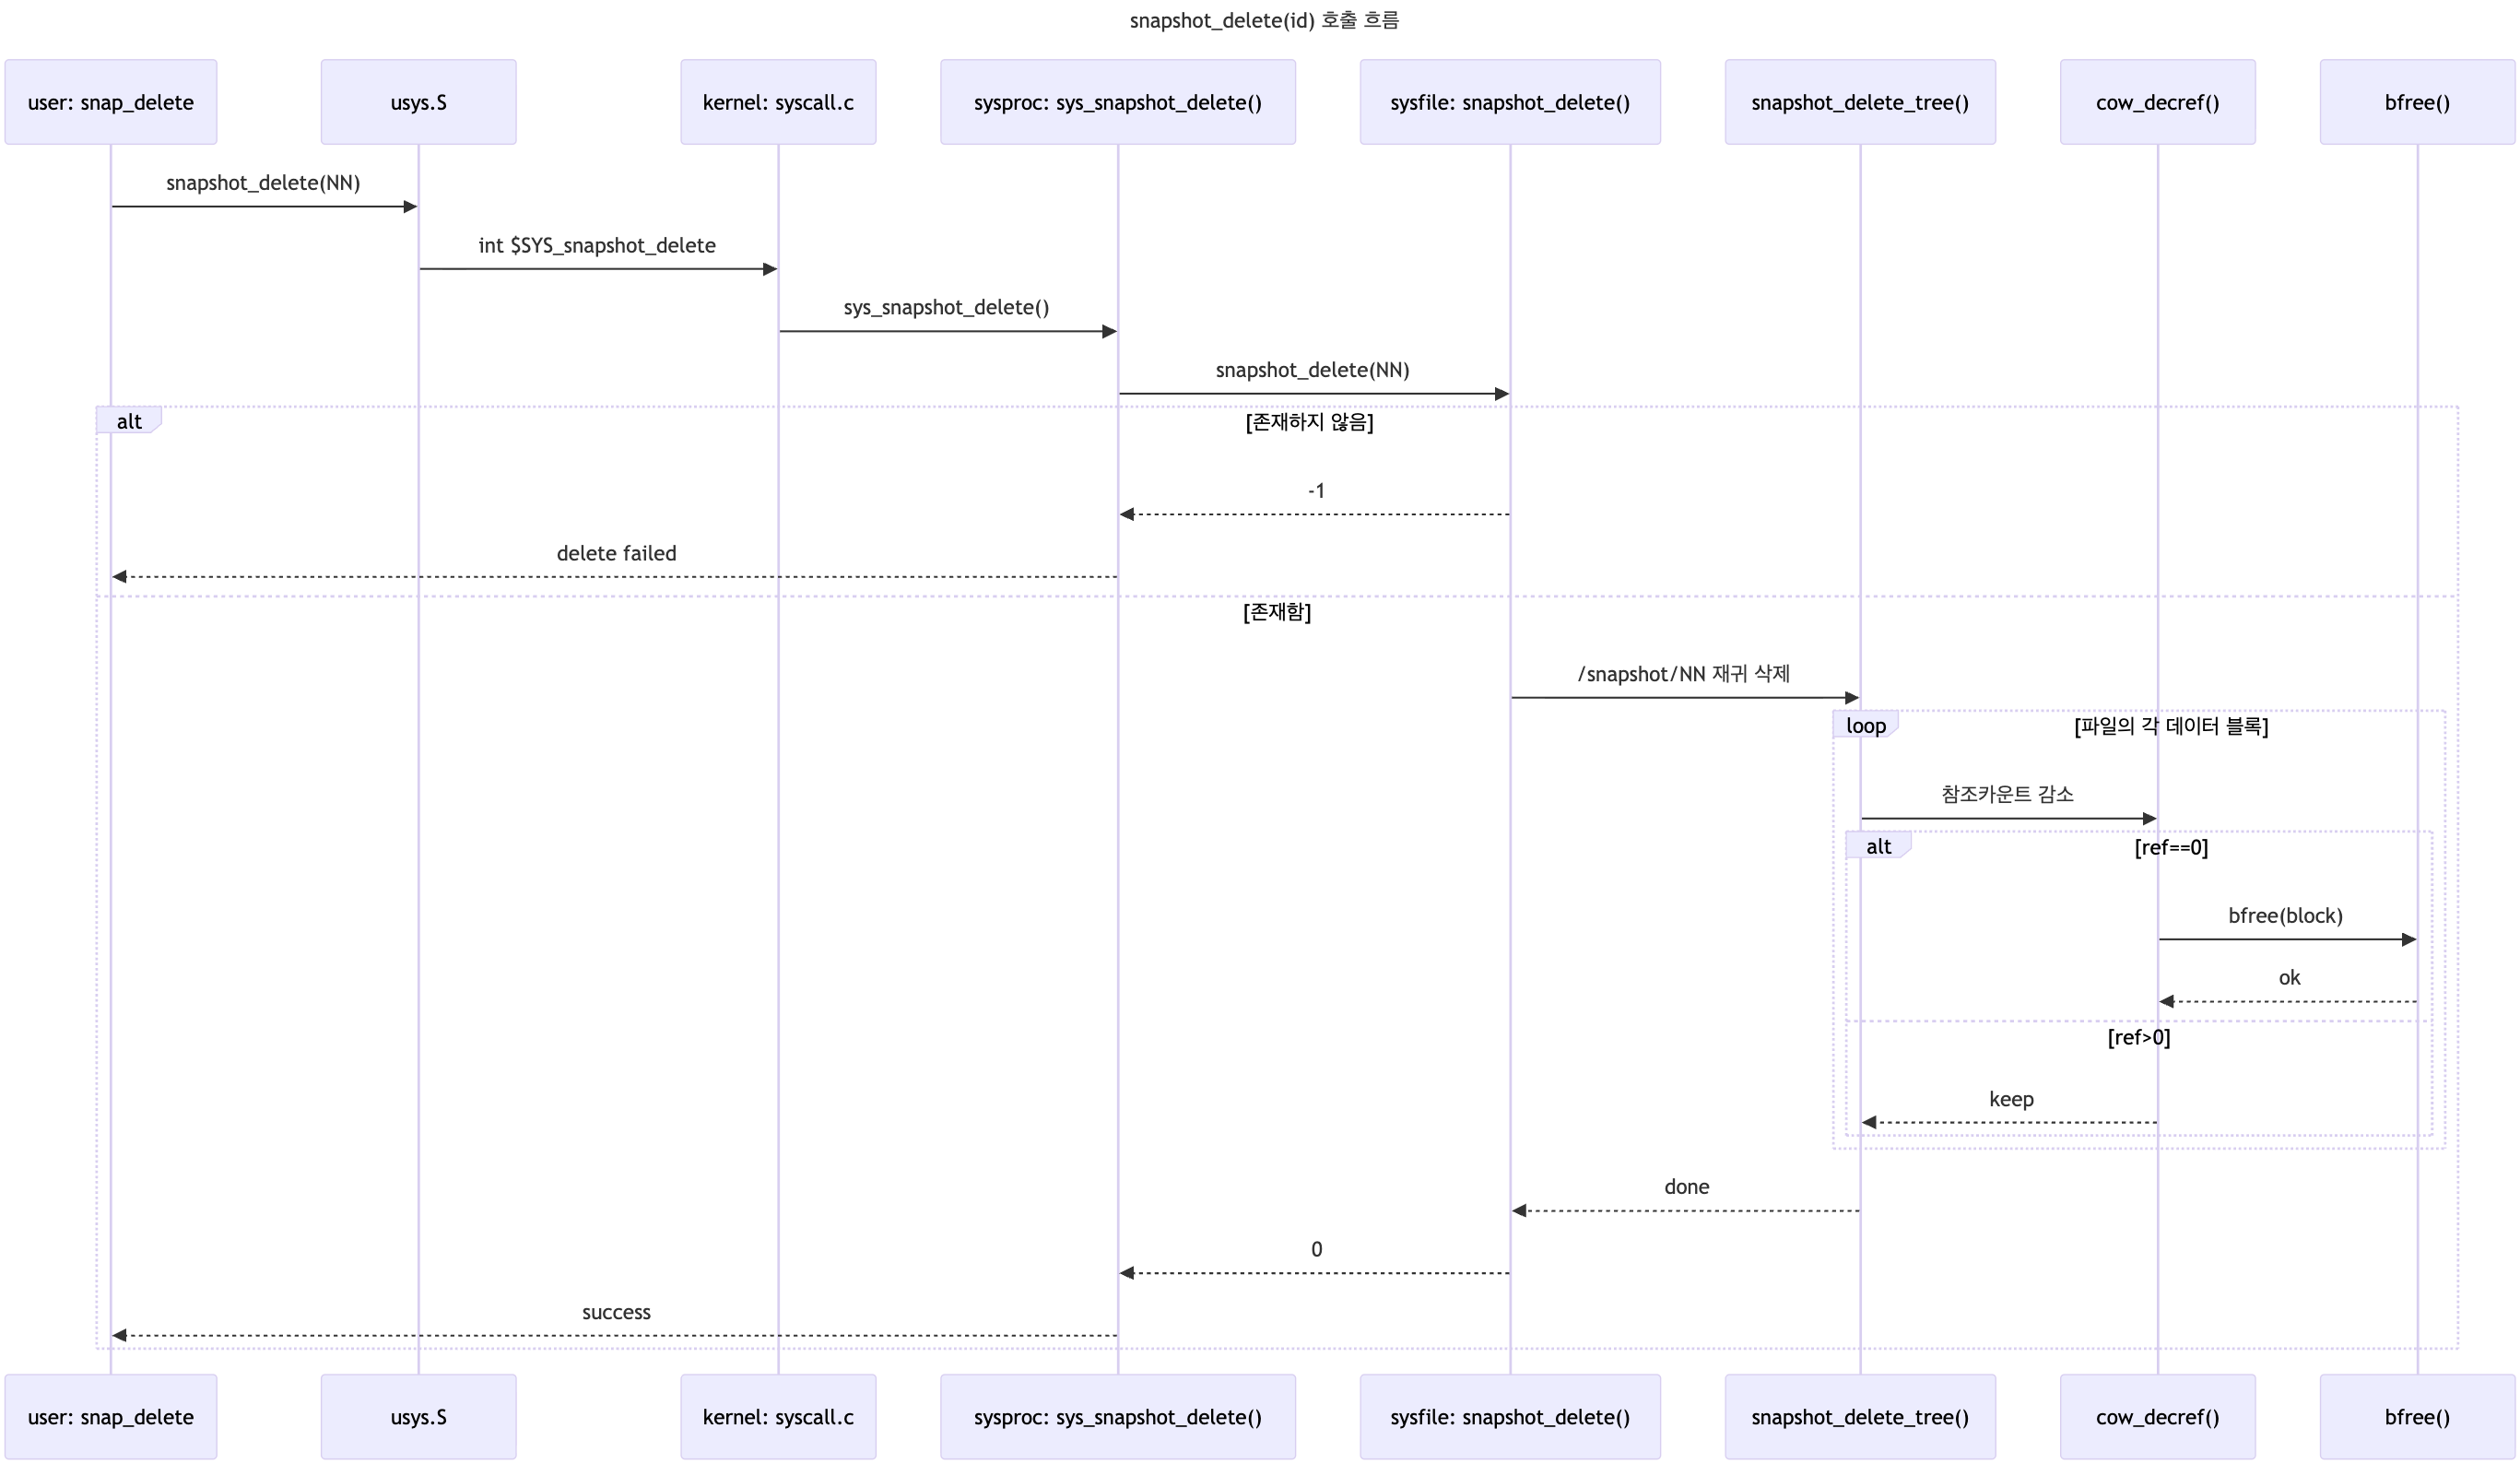 snapshot_delete(id) 호출 흐름
user: snap_delete
usys.S
kernel: syscall.c
sysproc: sys_snapshot_delete()
sysfile: snapshot_delete()
snapshot_delete_tree()
cow_decref()
bfree()
snapshot_delete(NN)
int $SYS_snapshot_delete
sys_snapshot_delete()
snapshot_delete(NN)
alt
[존재하지 않음]
-1
delete failed
[존재함]
/snapshot/NN 재귀 삭제
loop
[파일의 각 데이터 블록]
참조카운트 감소
alt
[ref==0]
bfree(block)
ok
[ref>0]
keep
done
0
success
user: snap_delete
usys.S
kernel: syscall.c
sysproc: sys_snapshot_delete()
sysfile: snapshot_delete()
snapshot_delete_tree()
cow_decref()
bfree()